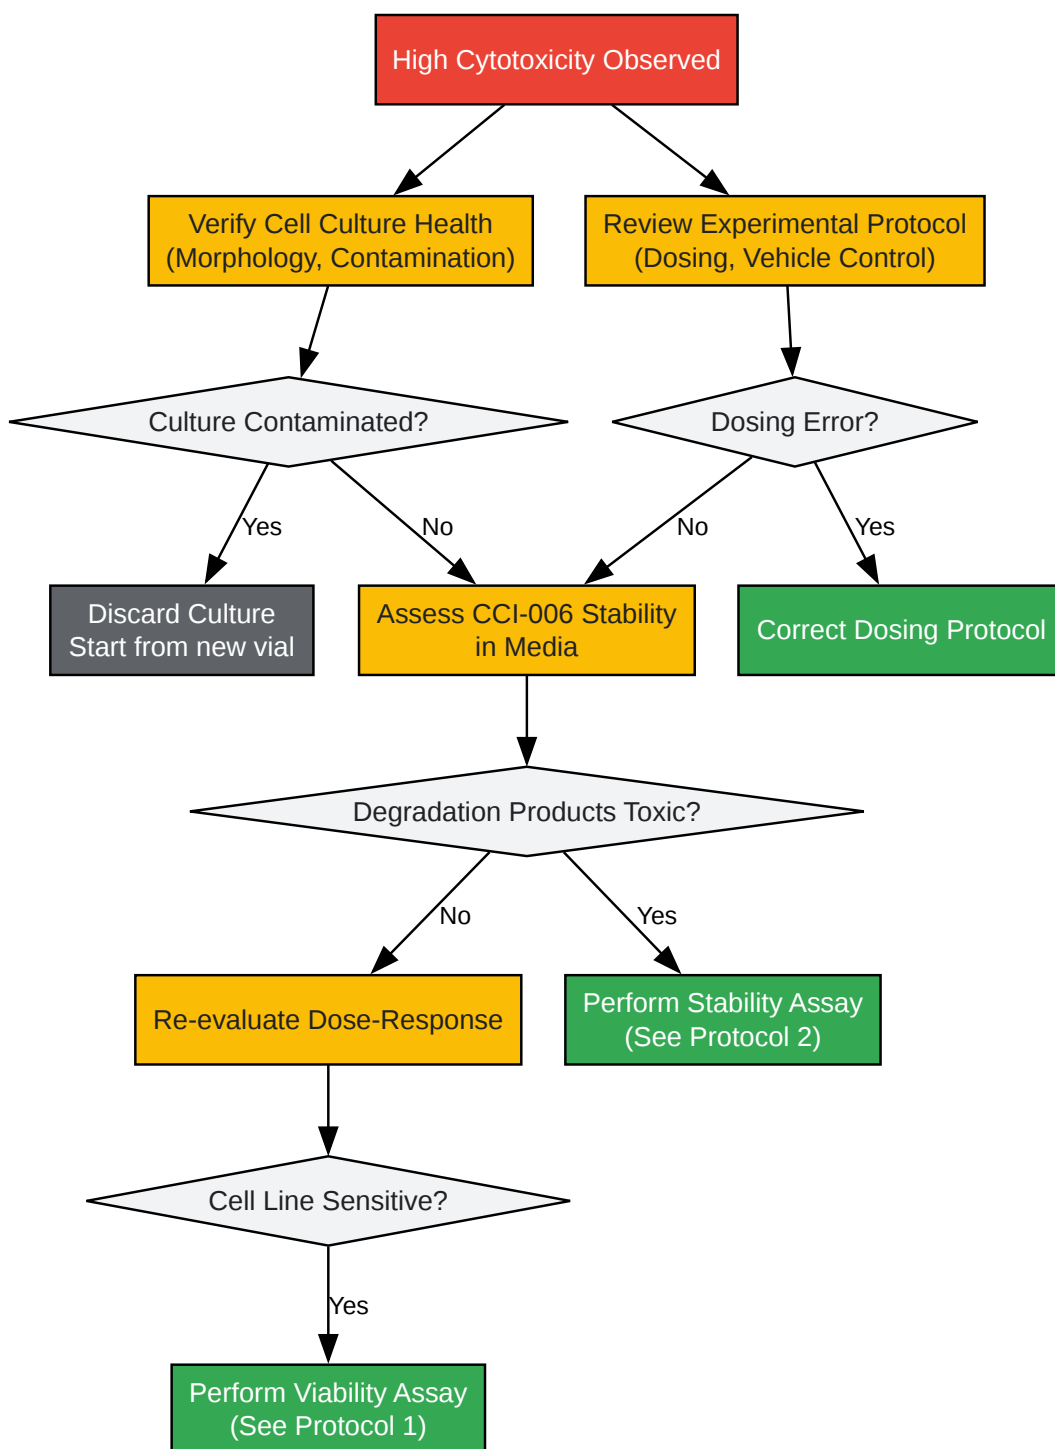 High Cytotoxicity Observed
Verify Cell Culture Health
(Morphology, Contamination)
Review Experimental Protocol
(Dosing, Vehicle Control)
Culture Contaminated?
Dosing Error?
Yes
No
No
Yes
Discard Culture
Start from new vial
Assess CCI-006 Stability
in Media
Correct Dosing Protocol
Degradation Products Toxic?
No
Yes
Re-evaluate Dose-Response
Perform Stability Assay
(See Protocol 2)
Cell Line Sensitive?
Yes
Perform Viability Assay
(See Protocol 1)